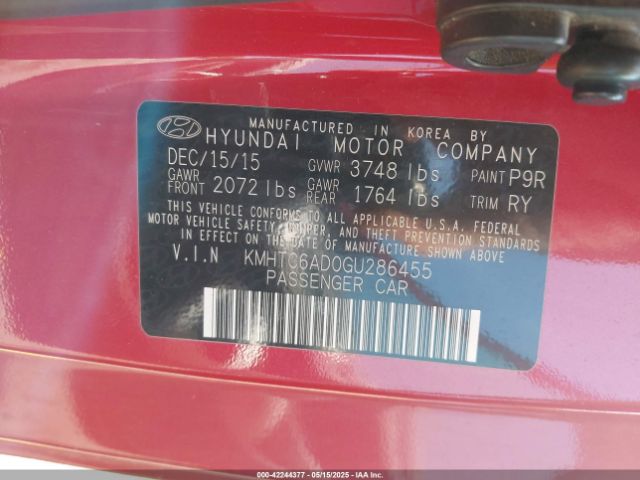 MANUFACTURED IN KOREA BY
HYUNDAI MOTOR COMPANY
DEC/15/15 GVWR 3748 lbs PAINT P9R
GAWR FRONT 2072 lbs GAWR REAR 1764 lbs TRIM RY
THIS VEHICLE CONFORMS TO ALL APPLICABLE U.S.A. FEDERAL
MOTOR VEHICLE SAFETY, BUMPER, AND THEFT PREVENTION STANDARDS
IN EFFECT ON THE DATE OF MANUFACTURE SHOWN ABOVE.
V.I.N KMHTC6AD0GU286455
PASSENGER CAR
000-42244377 - 05/15/2025 - IAAI.COM